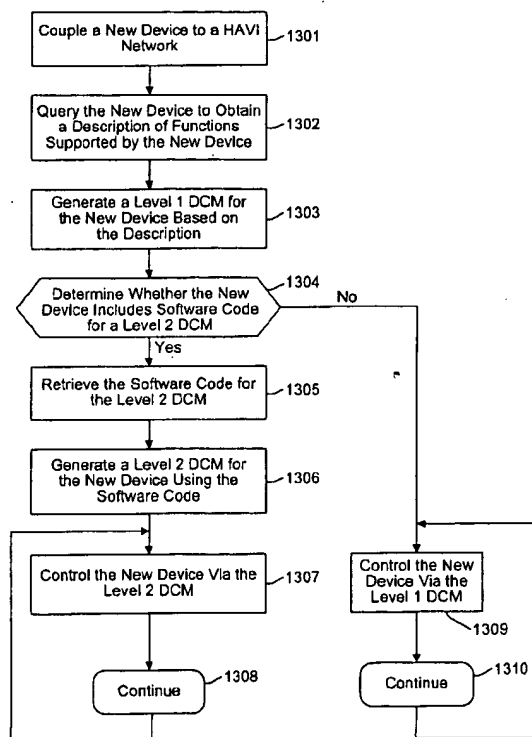 Couple a New Device to a HAVI
Network
1301
Query the New Device to Obtain
a Description of Functions
Supported by the New Device
1302
Generate a Level 1 DCM for
the New Device Based on
the Description
1303
1304
Determine Whether the New
Device Includes Software Code
for a Level 2 DCM
No
Yes
Retrieve the Software Code for
the Level 2 DCM
1305
Generate a Level 2 DCM for
the New Device Using the
Software Code
1306
Control the New Device Via the
Level 2 DCM
1307
Control the New
Device Via the
Level 1 DCM
1309
Continue
1308
Continue
1310